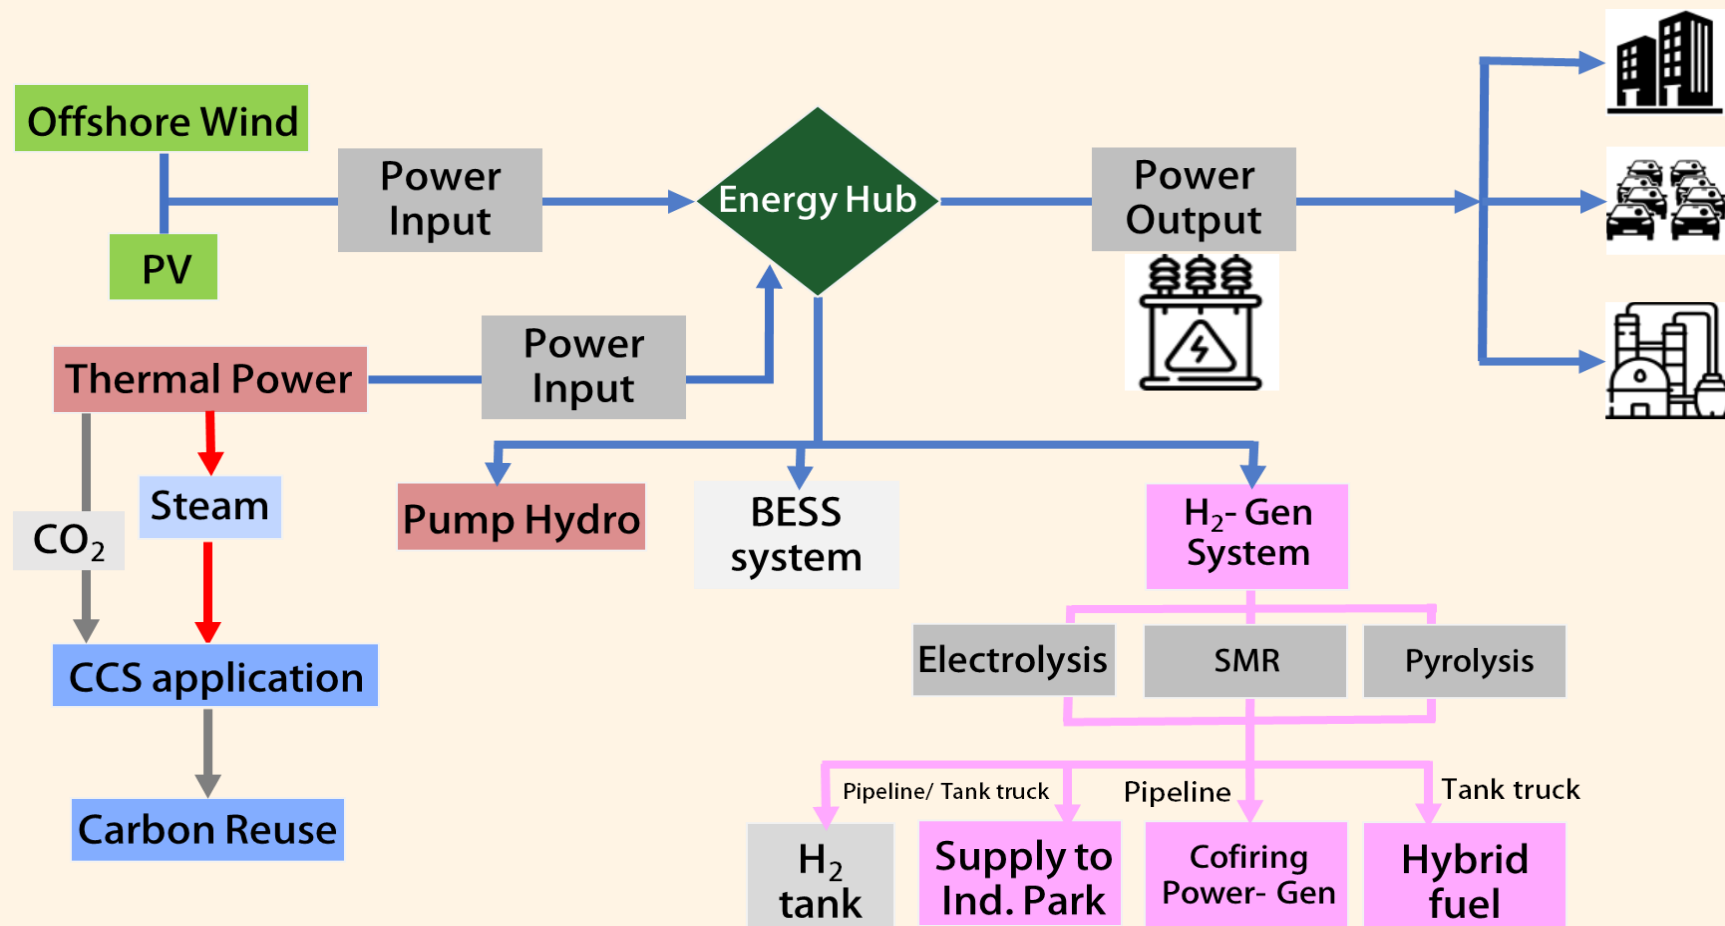 Offshore Wind
Power
Input
PV
Energy Hub
Power
Output
Thermal Power
Power
Input
CO₂
Steam
Pump Hydro
BESS
system
H₂- Gen
System
CCS application
Electrolysis
SMR
Pyrolysis
Carbon Reuse
Pipeline/ Tank truck
Pipeline
Tank truck
H₂
tank
Supply to
Ind. Park
Cofiring
Power- Gen
Hybrid
fuel